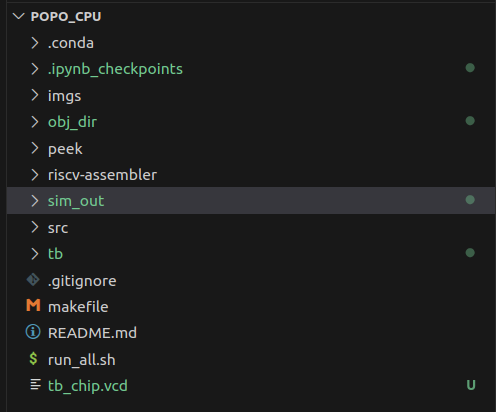 POPO_CPU
.conda
.ipynb_checkpoints
imgs
obj_dir
peek
riscv-assembler
sim_out
src
tb
.gitignore
makefile
README.md
run_all.sh
tb_chip.vcd U